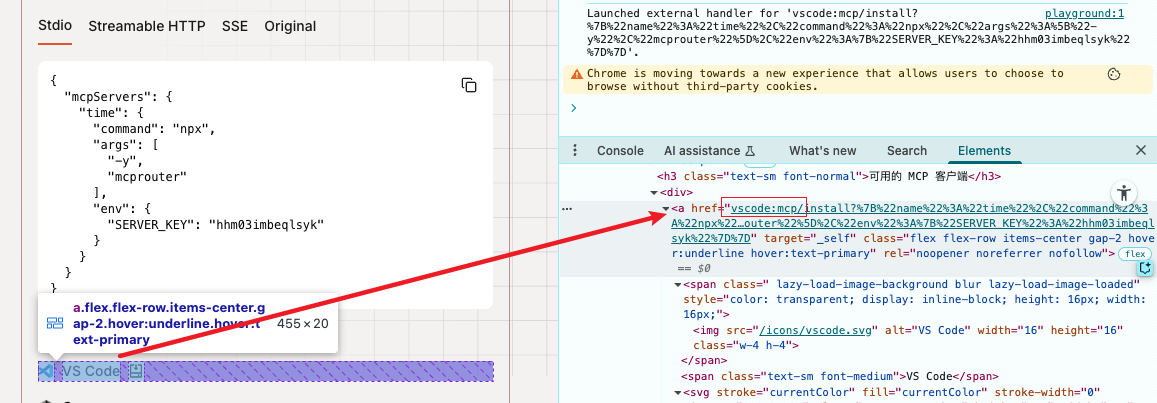 Stdio Streamable HTTP SSE Original
{
"mcpServers": {
"time": {
"command": "npx",
"args": [
"-y",
"mcprouter"
],
"env": {
"SERVER_KEY": "hhm03imbeqlsyk"
}
}
}
a.flex.flex-row.items-center.g
ap-2.hover:underline.hover:t
ext-primary
455×20
VS Code
Launched external handler for 'vscode:mcp/install?
playground:1
%7B%22name%22%3A%22time%22%2C%22command%22%3A%22npx%22%2C%22args%22%3A%5B%22-
y%22%2C%22mcprouter%22%5D%2C%22env%22%3A%7B%22SERVER_KEY%22%3A%22hhm03imbeqlsyk%22
%7D%7D'.
Chrome is moving towards a new experience that allows users to choose to
browse without third-party cookies.
Console AI assistance What's new Search Elements
<h3 class="text-sm font-normal">可用的 MCP 客户端</h3>
<div>
<a href="vscode:mcp/install?%7B%22name%22%3A%22time%22%2C%22command%22%3
A%22npx%22…outer%22%5D%2C%22env%22%3A%7B%22SERVER_KEY%22%3A%22hhm03imbeql
syk%22%7D%7D" target="_self" class="flex flex-row items-center gap-2 hove
r:underline hover:text-primary" rel="noopener noreferrer nofollow">
flex
== $0
<span class=" lazy-load-image-background blur lazy-load-image-loaded"
style="color: transparent; display: inline-block; height: 16px; width:
16px;">
<img src="/icons/vscode.svg" alt="VS Code" width="16" height="16"
class="w-4 h-4">
</span>
<span class="text-sm font-medium">VS Code</span>
<svg stroke="currentColor" fill="currentColor" stroke-width="0"